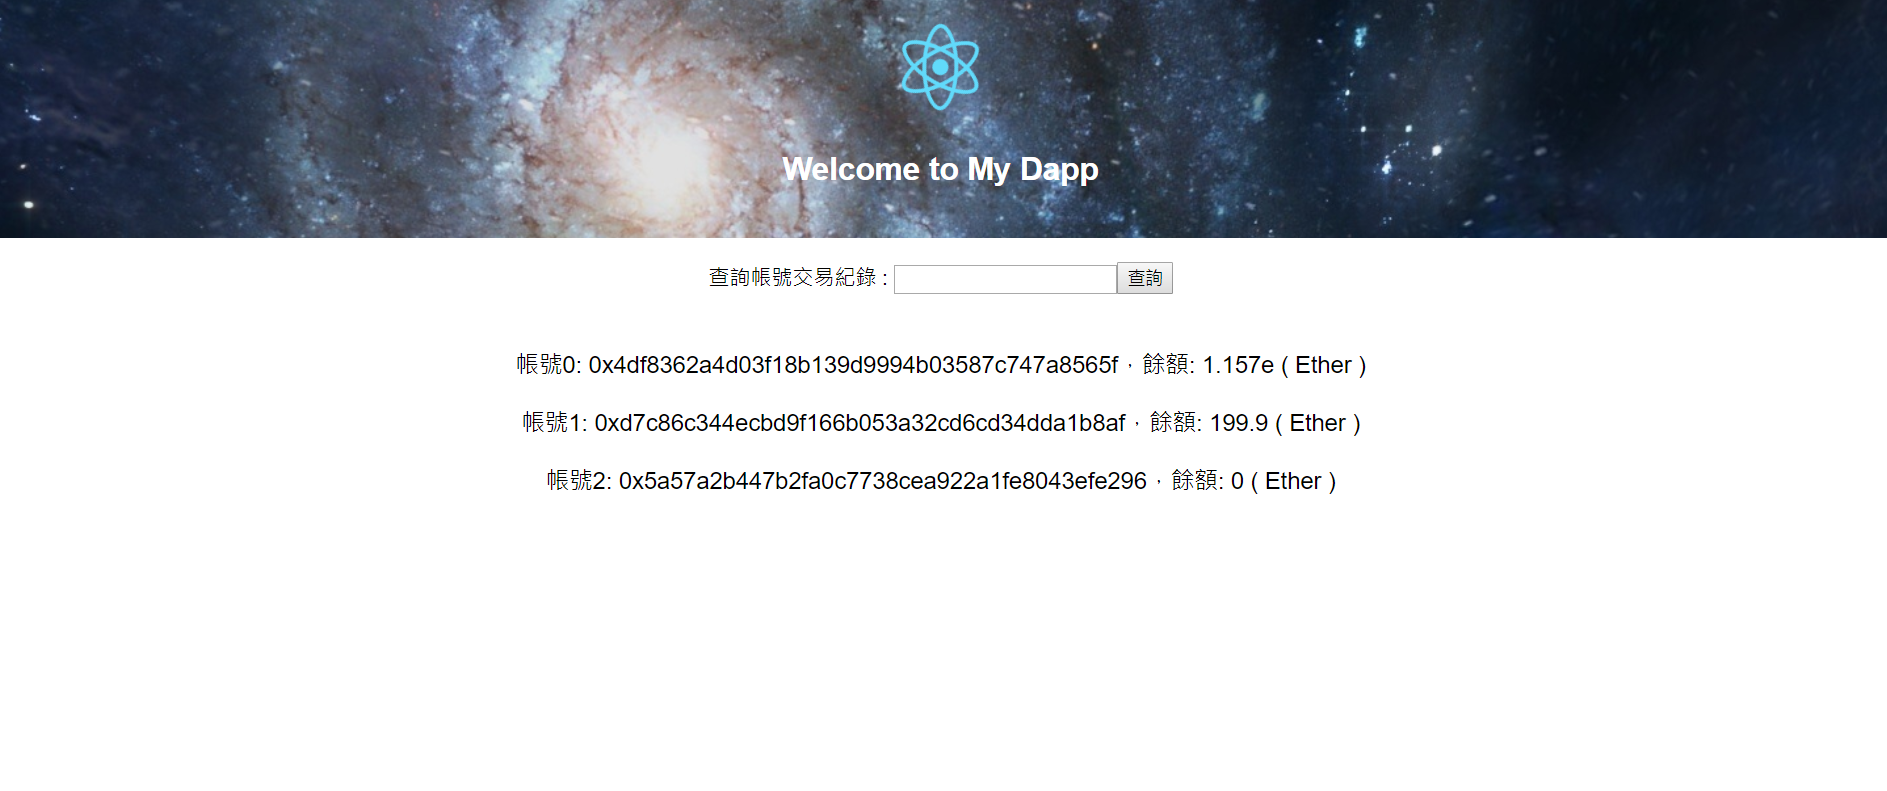 Welcome to My Dapp
查詢帳號交易紀錄 : 查詢
帳號0: 0x4df8362a4d03f18b139d9994b03587c747a8565f，餘額: 1.157e ( Ether )
帳號1: 0xd7c86c344ecbd9f166b053a32cd6cd34dda1b8af，餘額: 199.9 ( Ether )
帳號2: 0x5a57a2b447b2fa0c7738cea922a1fe8043efe296，餘額: 0 ( Ether )